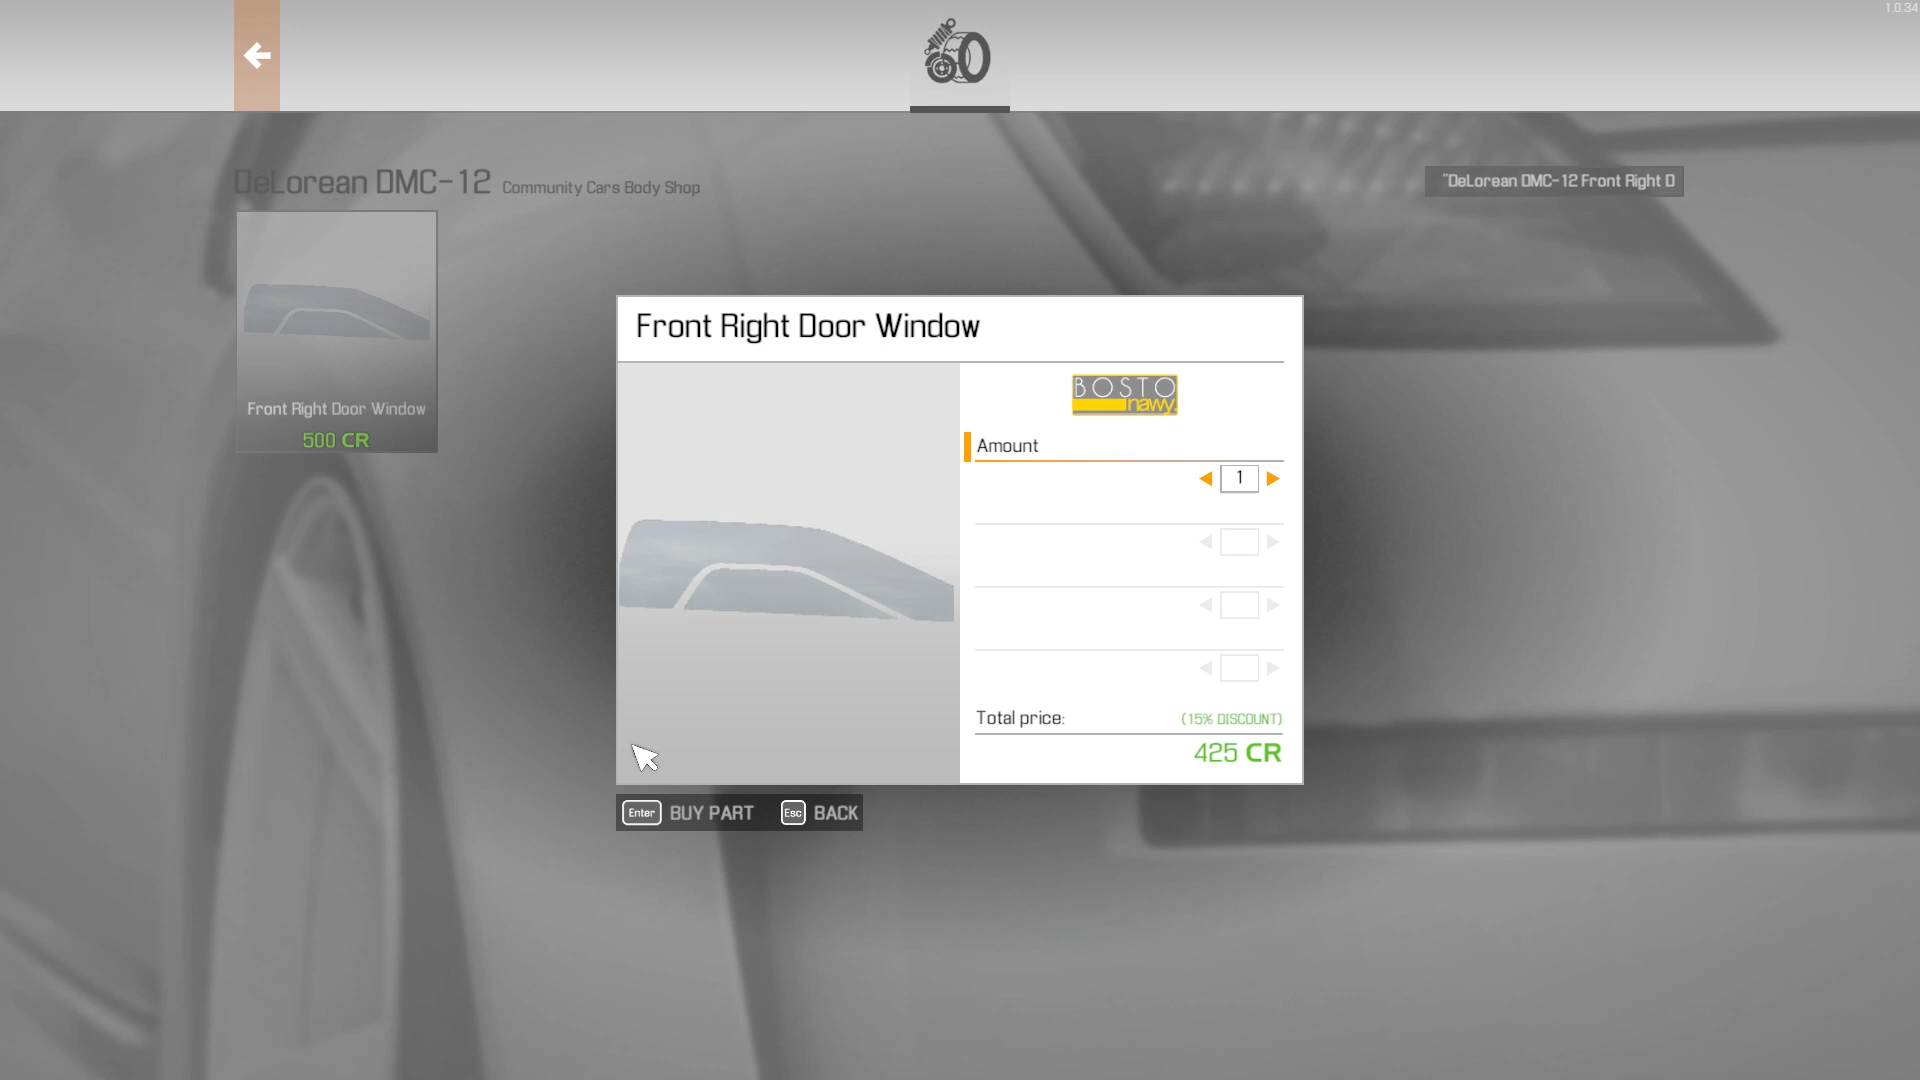 1.0.34
DeLorean DMC-12 Community Cars Body Shop
"DeLorean DMC-12 Front Right D
Front Right Door Window
500 CR
Front Right Door Window
BOSTO
navvy.
Amount
1
Total price: (15% DISCOUNT)
425 CR
Enter BUY PART Esc BACK